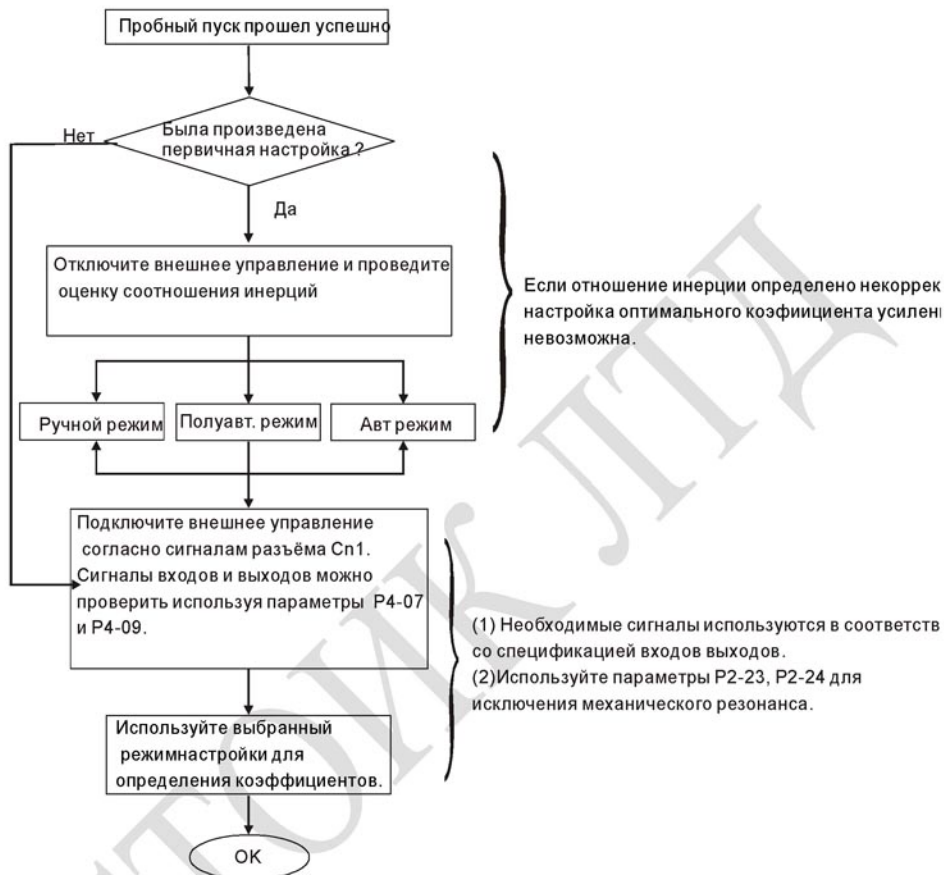 Пробный пуск прошел успешно
Была произведена
первичная настройка ?
Нет
Да
Отключите внешнее управление и проведите
оценку соотношения инерций
Если отношение инерции определено некоррек
настройка оптимального коэфиициента усилен
невозможна.
Ручной режим
Полуавт. режим
Авт режим
Подключите внешнее управление
согласно сигналам разъёма Cn1.
Сигналы входов и выходов можно
проверить используя параметры P4-07
и P4-09.
(1) Необходимые сигналы используются в соответств
со спецификацией входов выходов.
(2)Используйте параметры P2-23, P2-24 для
исключения механического резонанса.
Используйте выбранный
режимнастройки для
определения коэффициентов.
OK
СТОИК ЛТД